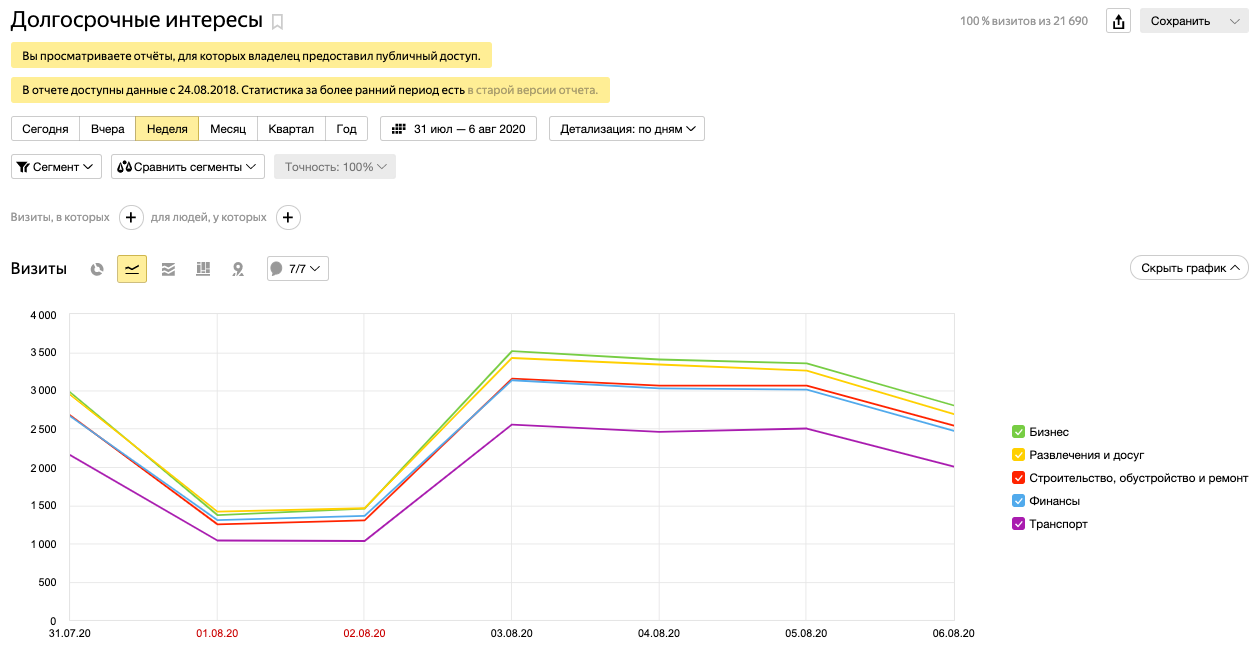 Долгосрочные интересы
100 % визитов из 21 690
Сохранить
Вы просматриваете отчёты, для которых владелец предоставил публичный доступ.
В отчете доступны данные с 24.08.2018. Статистика за более ранний период есть в старой версии отчета.
Сегодня Вчера Неделя Месяц Квартал Год 31 июл — 6 авг 2020 Детализация: по дням
Сегмент Сравнить сегменты Точность: 100%
Визиты, в которых + для людей, у которых +
Визиты 7/7 Скрыть график
4 000
3 500
3 000
2 500
2 000
1 500
1 000
500
0
31.07.20 01.08.20 02.08.20 03.08.20 04.08.20 05.08.20 06.08.20
Бизнес
Развлечения и досуг
Строительство, обустройство и ремонт
Финансы
Транспорт